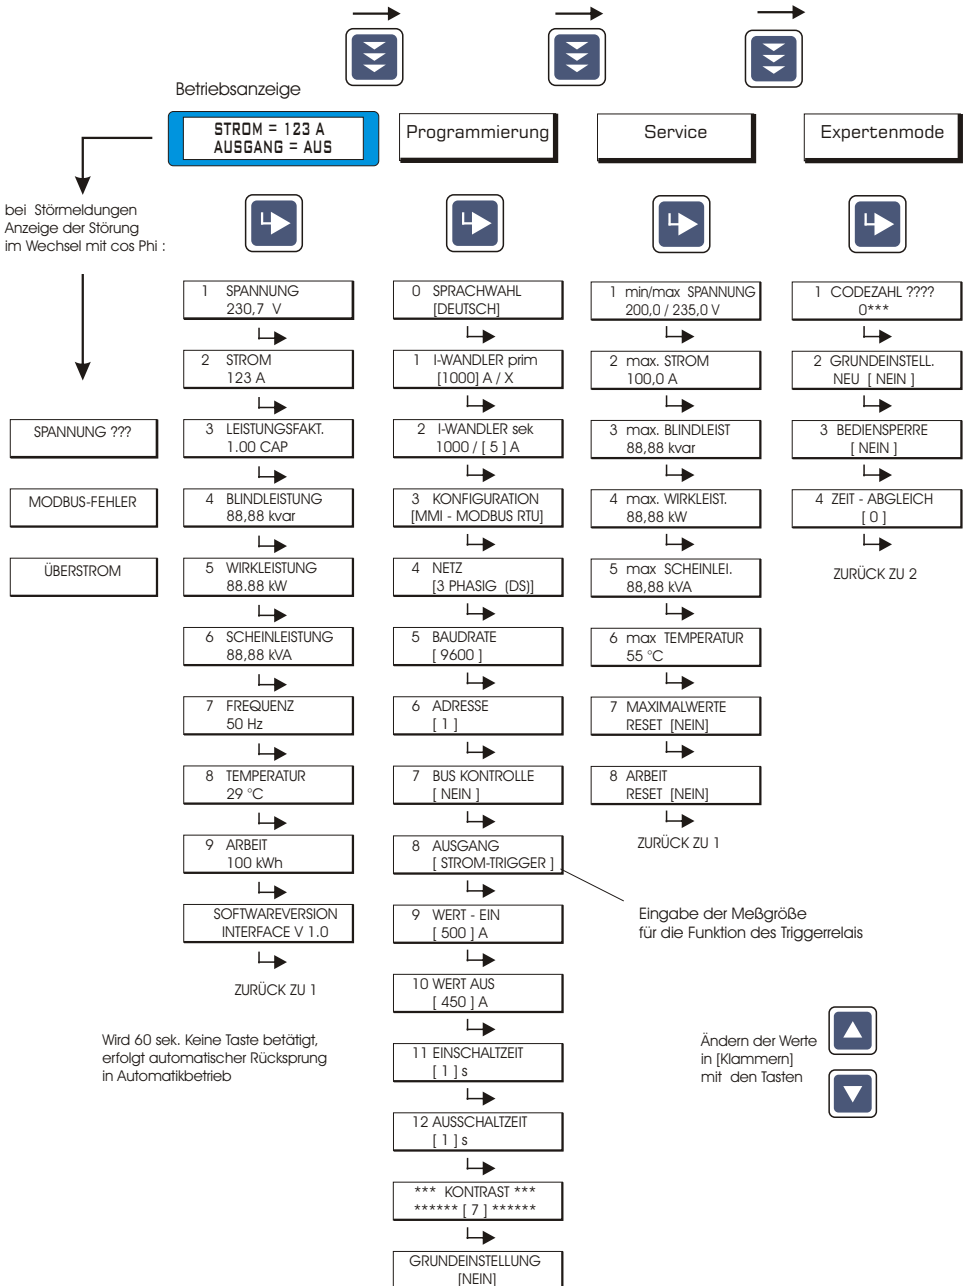 Betriebsanzeige
STROM = 123 A
AUSGANG = AUS
Programmierung
Service
Expertenmode
bei Störmeldungen
Anzeige der Störung
im Wechsel mit cos Phi :
SPANNUNG ???
MODBUS-FEHLER
ÜBERSTROM
1 SPANNUNG
230,7 V
2 STROM
123 A
3 LEISTUNGSFAKT.
1.00 CAP
4 BLINDLEISTUNG
88,88 kvar
5 WIRKLEISTUNG
88.88 kW
6 SCHEINLEISTUNG
88,88 kVA
7 FREQUENZ
50 Hz
8 TEMPERATUR
29 °C
9 ARBEIT
100 kWh
SOFTWAREVERSION
INTERFACE V 1.0
ZURÜCK ZU 1
Wird 60 sek. Keine Taste betätigt,
erfolgt automatischer Rücksprung
in Automatikbetrieb
0 SPRACHWAHL
[DEUTSCH]
1 I-WANDLER prim
[1000] A / X
2 I-WANDLER sek
1000 / [ 5 ] A
3 KONFIGURATION
[MMI - MODBUS RTU]
4 NETZ
[3 PHASIG (DS)]
5 BAUDRATE
[ 9600 ]
6 ADRESSE
[ 1 ]
7 BUS KONTROLLE
[ NEIN ]
8 AUSGANG
[ STROM-TRIGGER ]
9 WERT - EIN
[ 500 ] A
10 WERT AUS
[ 450 ] A
11 EINSCHALTZEIT
[ 1 ] s
12 AUSSCHALTZEIT
[ 1 ] s
*** KONTRAST ***
****** [ 7 ] ******
GRUNDEINSTELLUNG
[NEIN]
1 min/max SPANNUNG
200,0 / 235,0 V
2 max. STROM
100,0 A
3 max. BLINDLEIST
88,88 kvar
4 max. WIRKLEIST.
88,88 kW
5 max SCHEINLEI.
88,88 kVA
6 max TEMPERATUR
55 °C
7 MAXIMALWERTE
RESET [NEIN]
8 ARBEIT
RESET [NEIN]
ZURÜCK ZU 1
Eingabe der Meßgröße
für die Funktion des Triggerrelais
1 CODEZAHL ????
0***
2 GRUNDEINSTELL.
NEU [ NEIN ]
3 BEDIENSPERRE
[ NEIN ]
4 ZEIT - ABGLEICH
[ 0 ]
ZURÜCK ZU 2
Ändern der Werte
in [Klammern]
mit den Tasten